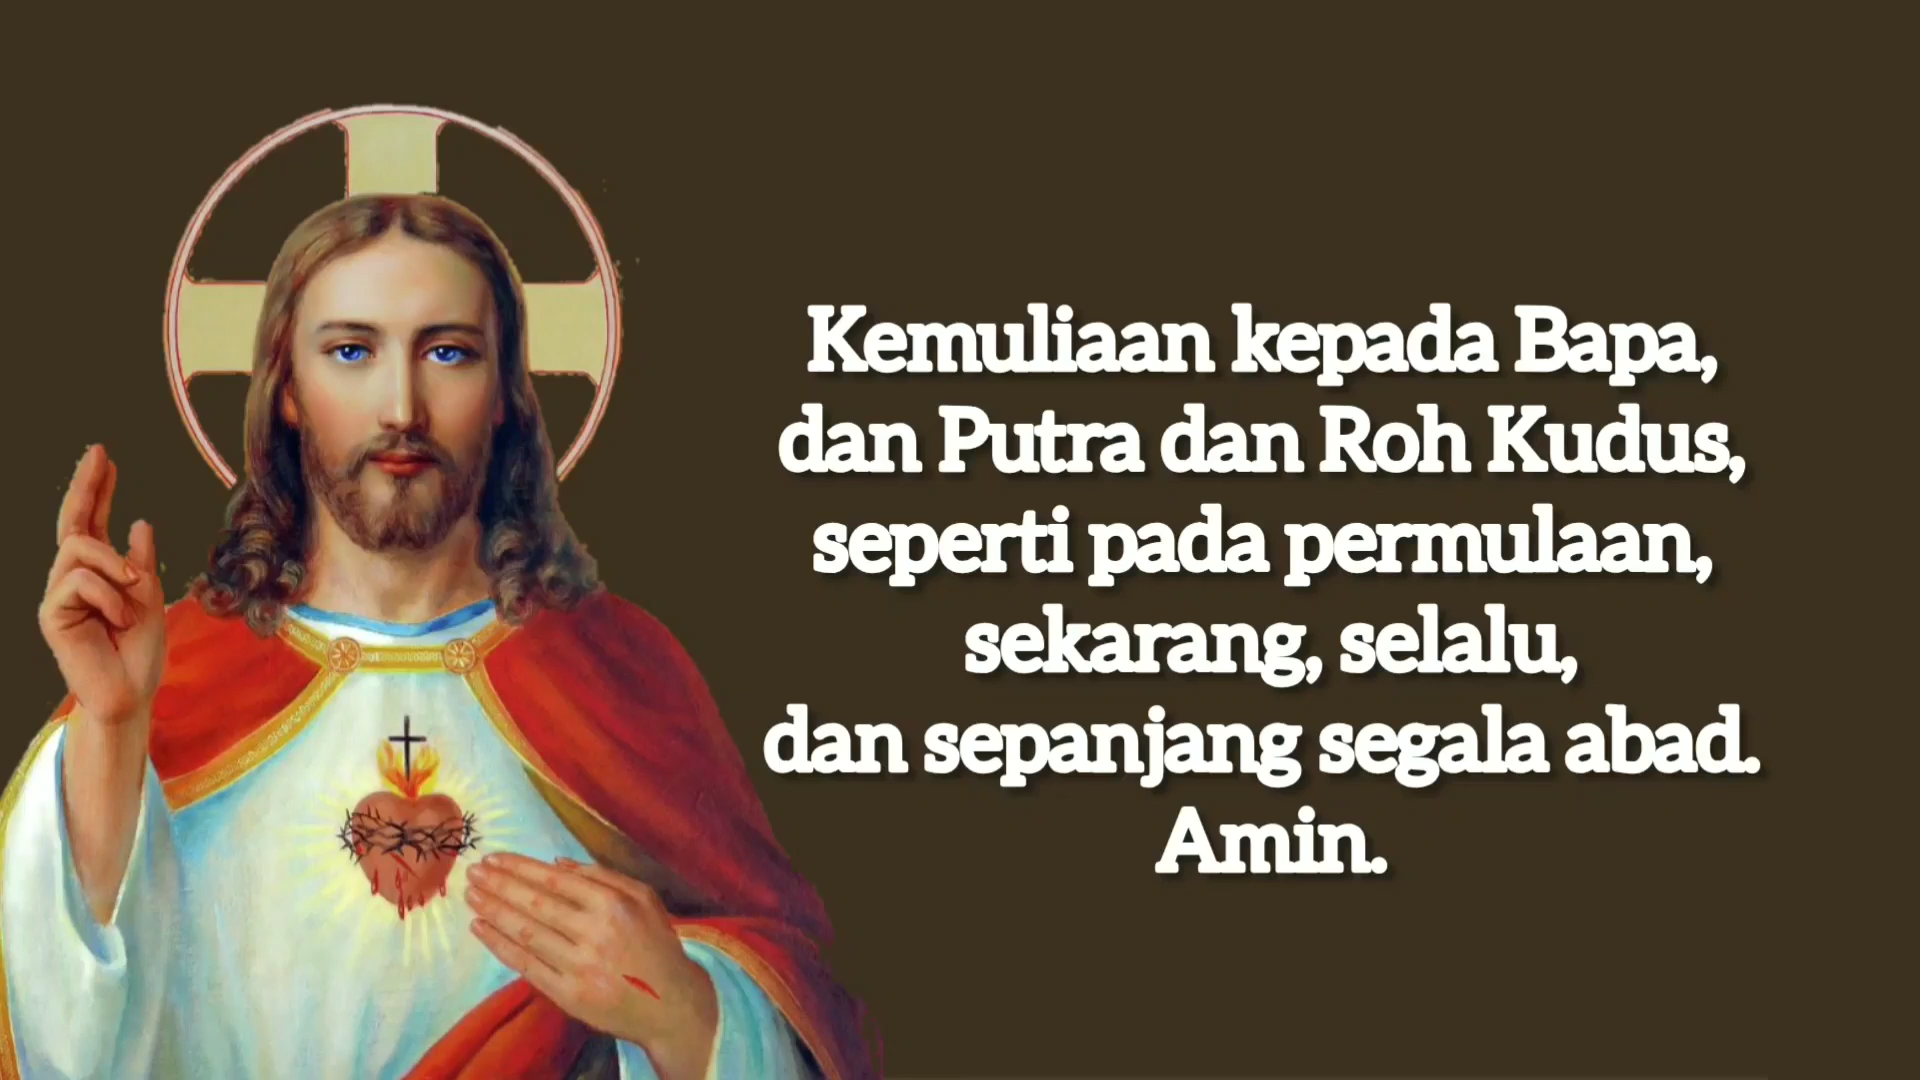 Kemuliaan kepada Bapa,
dan Putra dan Roh Kudus,
seperti pada permulaan,
sekarang, selalu,
dan sepanjang segala abad.
Amin.